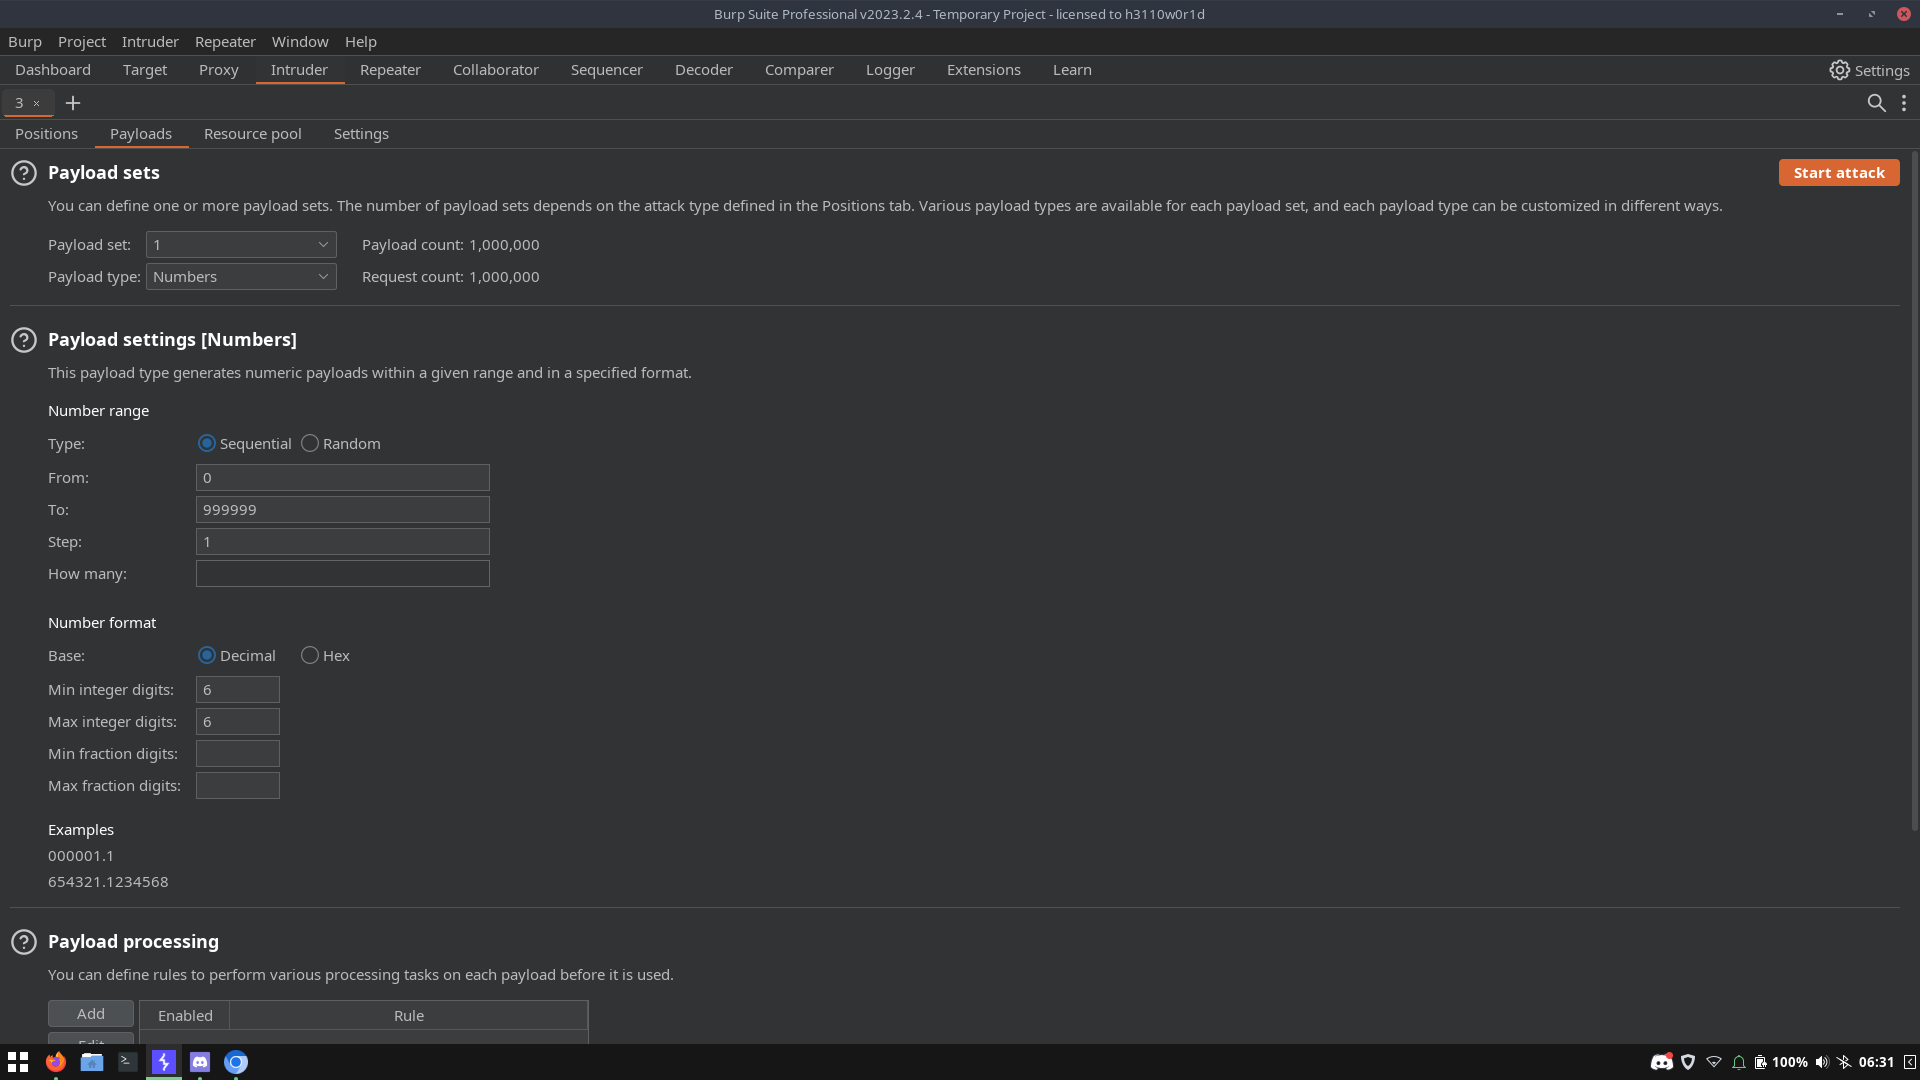 Burp Suite Professional v2023.2.4 - Temporary Project - licensed to h3110w0r1d
Burp Project Intruder Repeater Window Help
Dashboard Target Proxy Intruder Repeater Collaborator Sequencer Decoder Comparer Logger Extensions Learn Settings
3 × +
Positions Payloads Resource pool Settings
? Payload sets Start attack
You can define one or more payload sets. The number of payload sets depends on the attack type defined in the Positions tab. Various payload types are available for each payload set, and each payload type can be customized in different ways.
Payload set: 1 Payload count: 1,000,000
Payload type: Numbers Request count: 1,000,000
? Payload settings [Numbers]
This payload type generates numeric payloads within a given range and in a specified format.
Number range
Type: Sequential Random
From: 0
To: 999999
Step: 1
How many:
Number format
Base: Decimal Hex
Min integer digits: 6
Max integer digits: 6
Min fraction digits:
Max fraction digits:
Examples
000001.1
654321.1234568
? Payload processing
You can define rules to perform various processing tasks on each payload before it is used.
Add Enabled Rule
Edit
100% 06:31